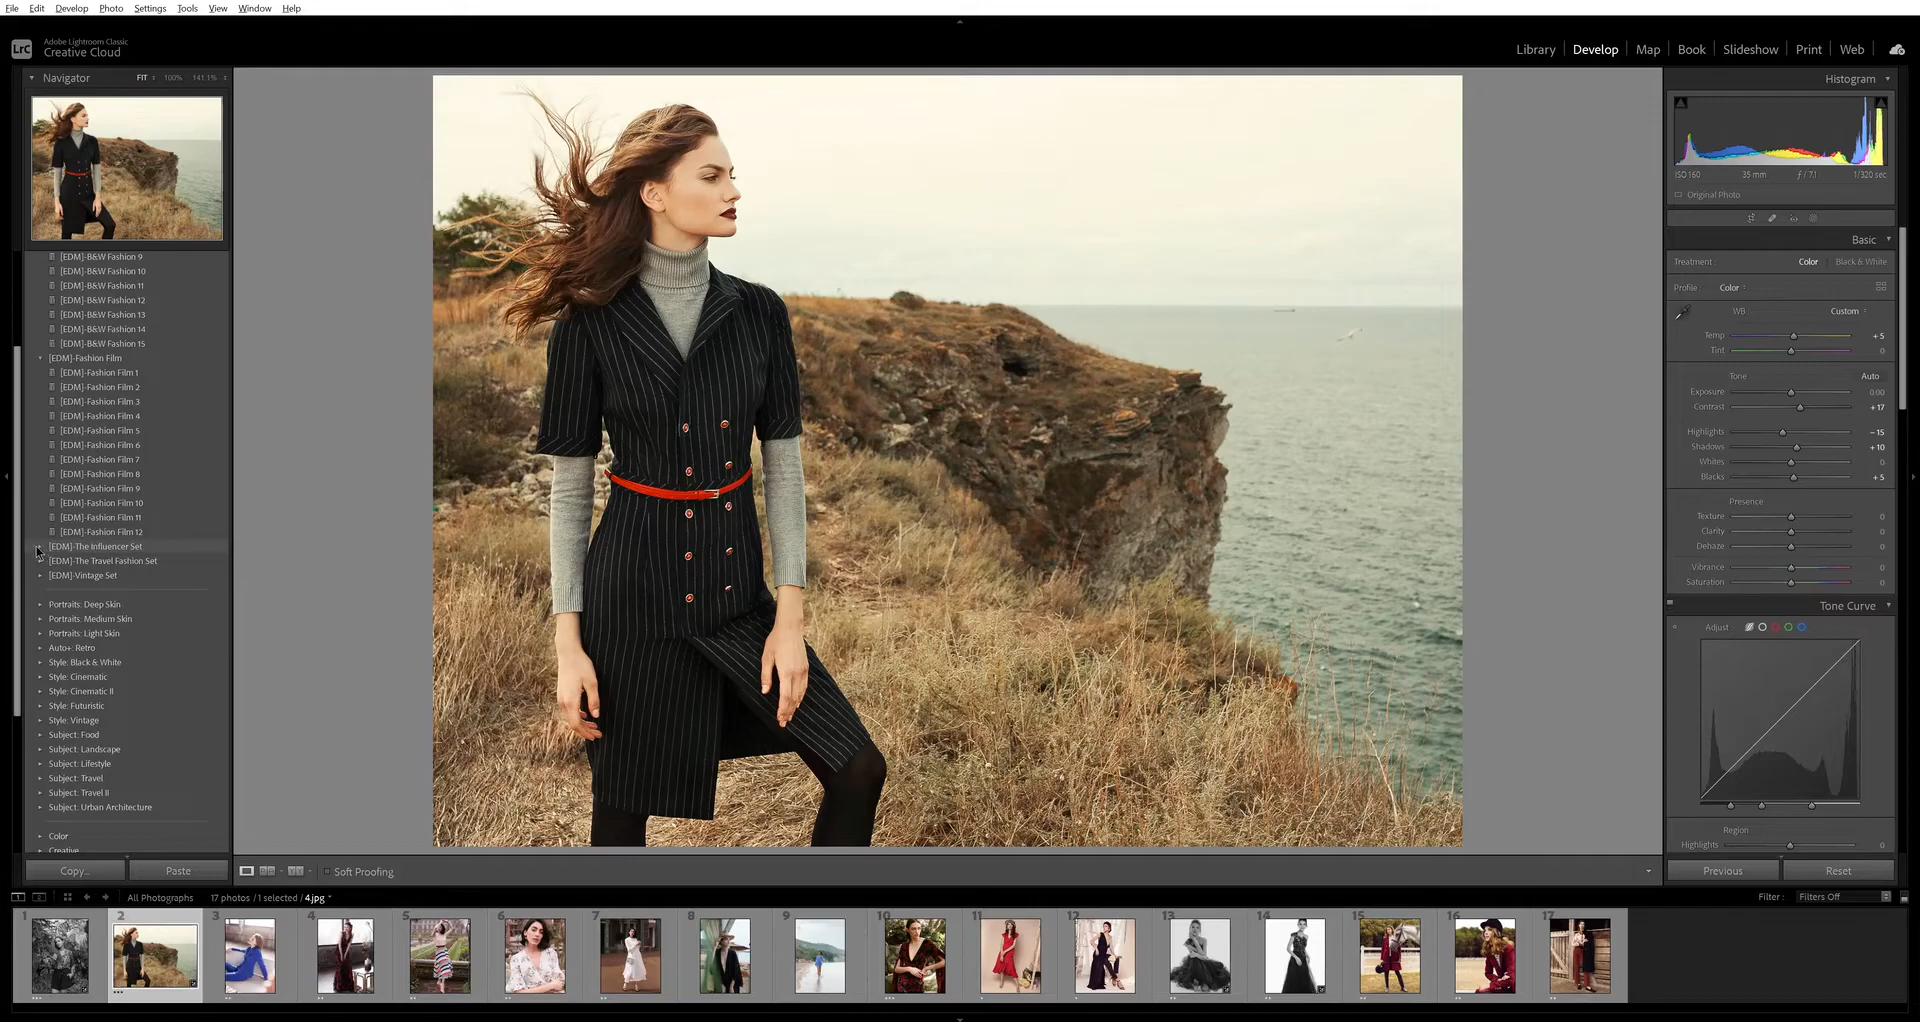 File Edit Develop Photo Settings Tools View Window Help
LrC
Adobe Lightroom Classic
Creative Cloud
Library Develop Map Book Slideshow Print Web
Navigator FIT 100% 141.1%
[EDM]-B&W Fashion 9
[EDM]-B&W Fashion 10
[EDM]-B&W Fashion 11
[EDM]-B&W Fashion 12
[EDM]-B&W Fashion 13
[EDM]-B&W Fashion 14
[EDM]-B&W Fashion 15
[EDM]-Fashion Film
[EDM]-Fashion Film 1
[EDM]-Fashion Film 2
[EDM]-Fashion Film 3
[EDM]-Fashion Film 4
[EDM]-Fashion Film 5
[EDM]-Fashion Film 6
[EDM]-Fashion Film 7
[EDM]-Fashion Film 8
[EDM]-Fashion Film 9
[EDM]-Fashion Film 10
[EDM]-Fashion Film 11
[EDM]-Fashion Film 12
[EDM]-The Influencer Set
[EDM]-The Travel Fashion Set
[EDM]-Vintage Set
Portraits: Deep Skin
Portraits: Medium Skin
Portraits: Light Skin
Auto+: Retro
Style: Black & White
Style: Cinematic
Style: Cinematic II
Style: Futuristic
Style: Vintage
Subject: Food
Subject: Landscape
Subject: Lifestyle
Subject: Travel
Subject: Travel II
Subject: Urban Architecture
Color
Creative
Copy... Paste
Soft Proofing
Histogram
ISO 160 35 mm ƒ / 7.1 1/320 sec
Original Photo
Basic
Treatment : Color Black & White
Profile : Color
WB Custom
Temp +5
Tint 0
Tone Auto
Exposure 0.00
Contrast +17
Highlights −15
Shadows +10
Whites 0
Blacks +5
Presence
Texture 0
Clarity 0
Dehaze 0
Vibrance 0
Saturation 0
Tone Curve
Adjust
Region
Highlights 0
Previous Reset
1 2 All Photographs 17 photos / 1 selected / 4.jpg Filter : Filters Off
1 2 3 4 5 6 7 8 9 10 11 12 13 14 15 16 17